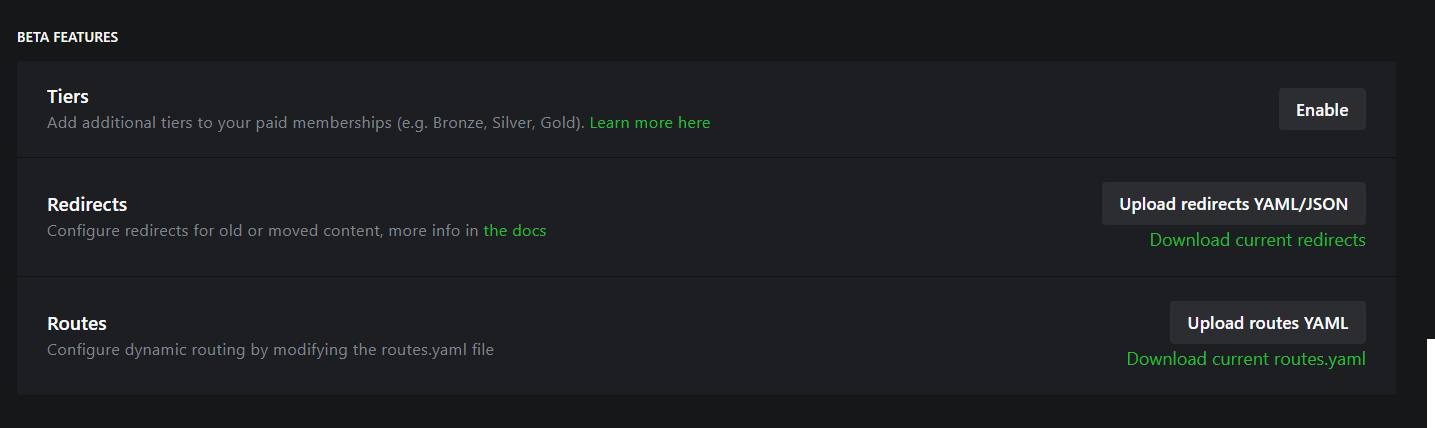 BETA FEATURES
Tiers
Add additional tiers to your paid memberships (e.g. Bronze, Silver, Gold). Learn more here
Enable
Redirects
Configure redirects for old or moved content, more info in the docs
Upload redirects YAML/JSON
Download current redirects
Routes
Configure dynamic routing by modifying the routes.yaml file
Upload routes YAML
Download current routes.yaml